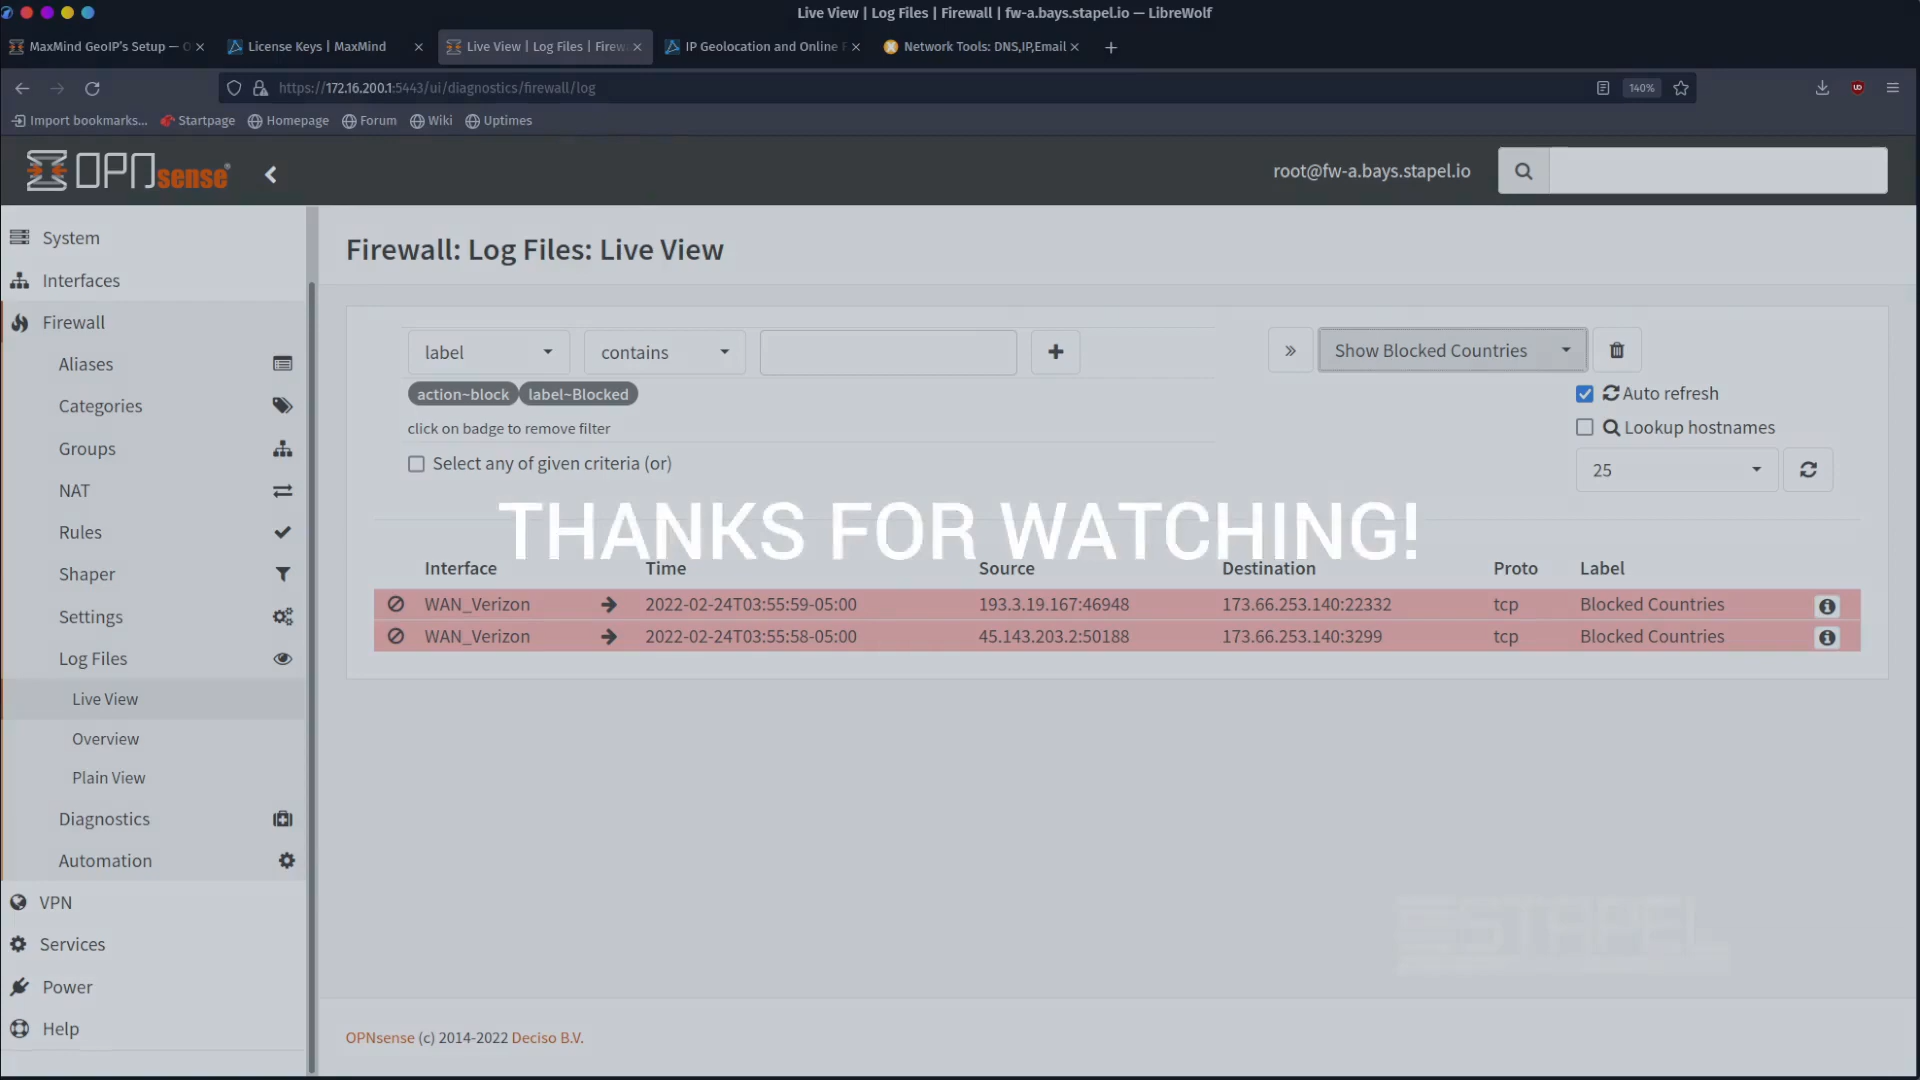 Live View | Log Files | Firewall | fw-a.bays.stapel.io — LibreWolf
MaxMind GeoIP's Setup — O
License Keys | MaxMind
Live View | Log Files | Firew
IP Geolocation and Online F
Network Tools: DNS,IP,Email
https://172.16.200.1:5443/ui/diagnostics/firewall/log
140%
Import bookmarks... Startpage Homepage Forum Wiki Uptimes
OPNsense
root@fw-a.bays.stapel.io
System
Interfaces
Firewall
Aliases
Categories
Groups
NAT
Rules
Shaper
Settings
Log Files
Live View
Overview
Plain View
Diagnostics
Automation
VPN
Services
Power
Help
Firewall: Log Files: Live View
label contains Show Blocked Countries
action~block label~Blocked
click on badge to remove filter
Select any of given criteria (or)
Auto refresh
Lookup hostnames
25
THANKS FOR WATCHING!
Interface Time Source Destination Proto Label
WAN_Verizon 2022-02-24T03:55:59-05:00 193.3.19.167:46948 173.66.253.140:22332 tcp Blocked Countries
WAN_Verizon 2022-02-24T03:55:58-05:00 45.143.203.2:50188 173.66.253.140:3299 tcp Blocked Countries
STAPEL
OPNsense (c) 2014-2022 Deciso B.V.